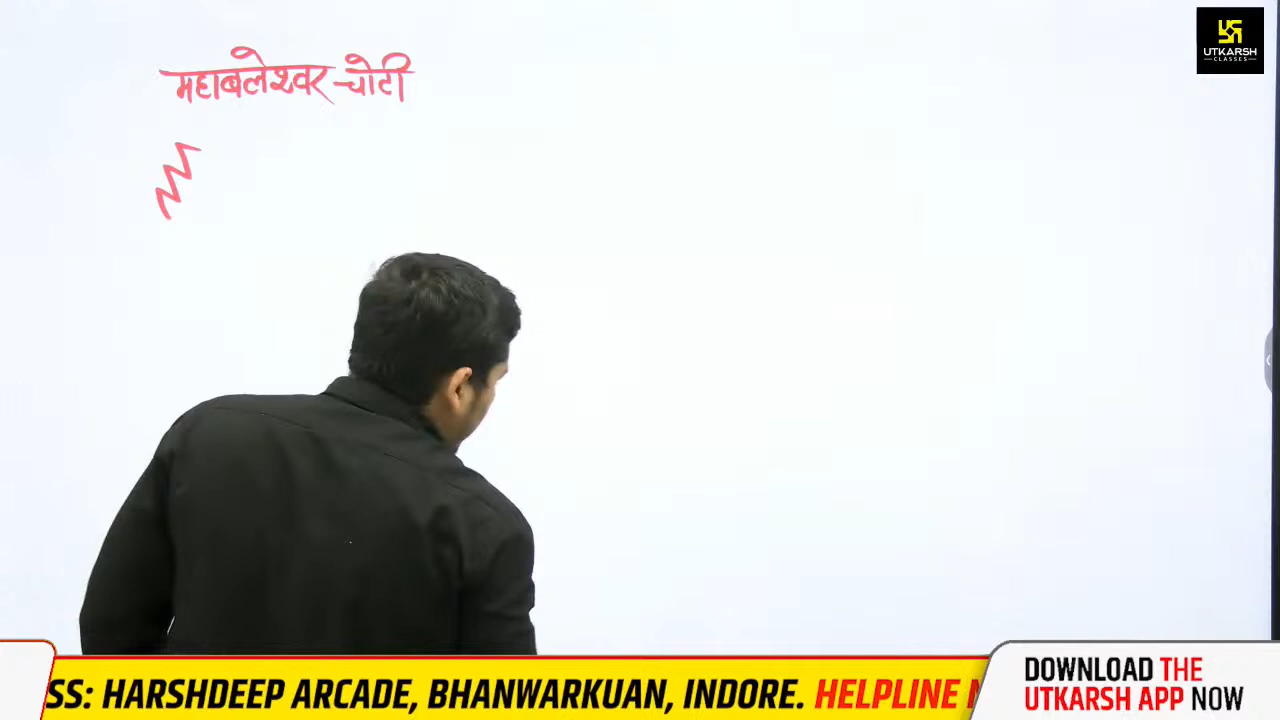 UTKARSH
CLASSES
महाबलेश्वर चोटी
SS: HARSHDEEP ARCADE, BHANWARKUAN, INDORE. HELPLINE
DOWNLOAD THE
UTKARSH APP NOW